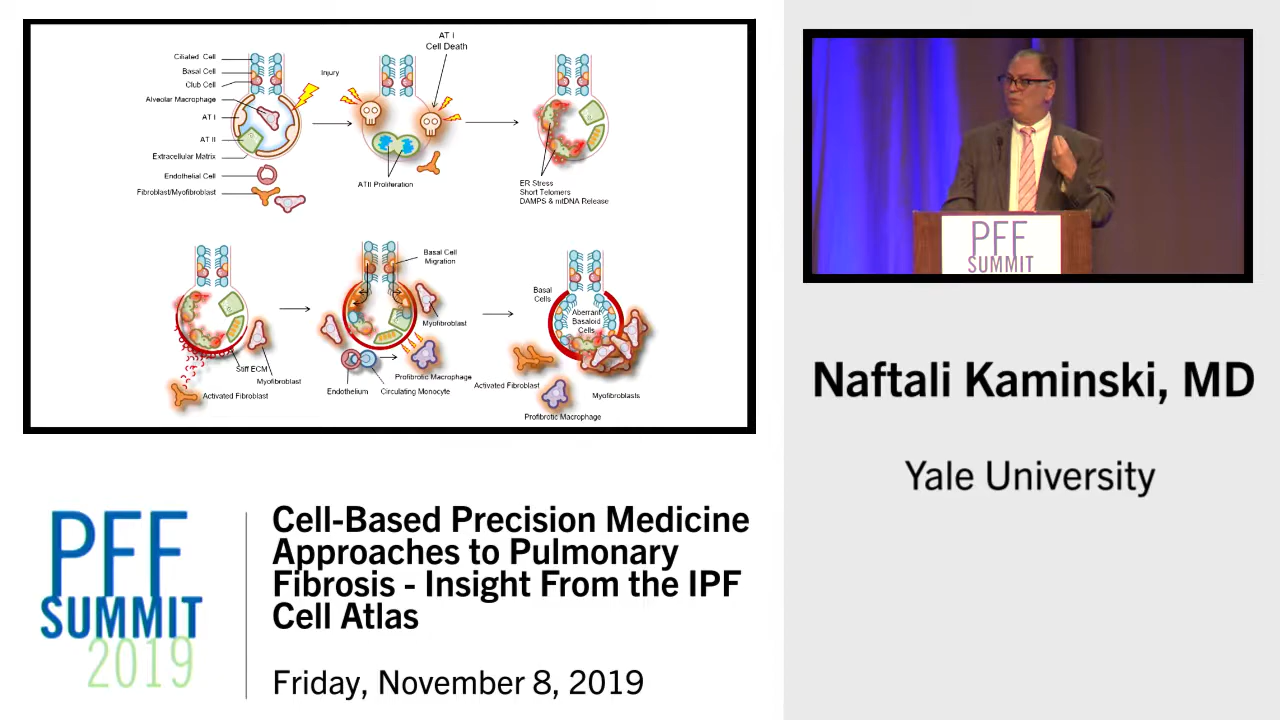 AT I
Cell Death
Ciliated Cell
Basal Cell
Club Cell
Alveolar Macrophage
AT I
AT II
Extracellular Matrix
Endothelial Cell
Fibroblast/Myofibroblast
Injury
ATII Proliferation
ER Stress
Short Telomers
DAMPS & mtDNA Release
Stiff ECM
Myofibroblast
Activated Fibroblast
Basal Cell
Migration
Myofibroblast
Profibrotic Macrophage
Endothelium
Circulating Monocyte
Basal
Cells
Aberrant
Basaloid
Cells
Activated Fibroblast
Myofibroblasts
Profibrotic Macrophage
PFF
SUMMIT
Naftali Kaminski, MD
Yale University
PFF
SUMMIT
2019
Cell-Based Precision Medicine
Approaches to Pulmonary
Fibrosis - Insight From the IPF
Cell Atlas
Friday, November 8, 2019